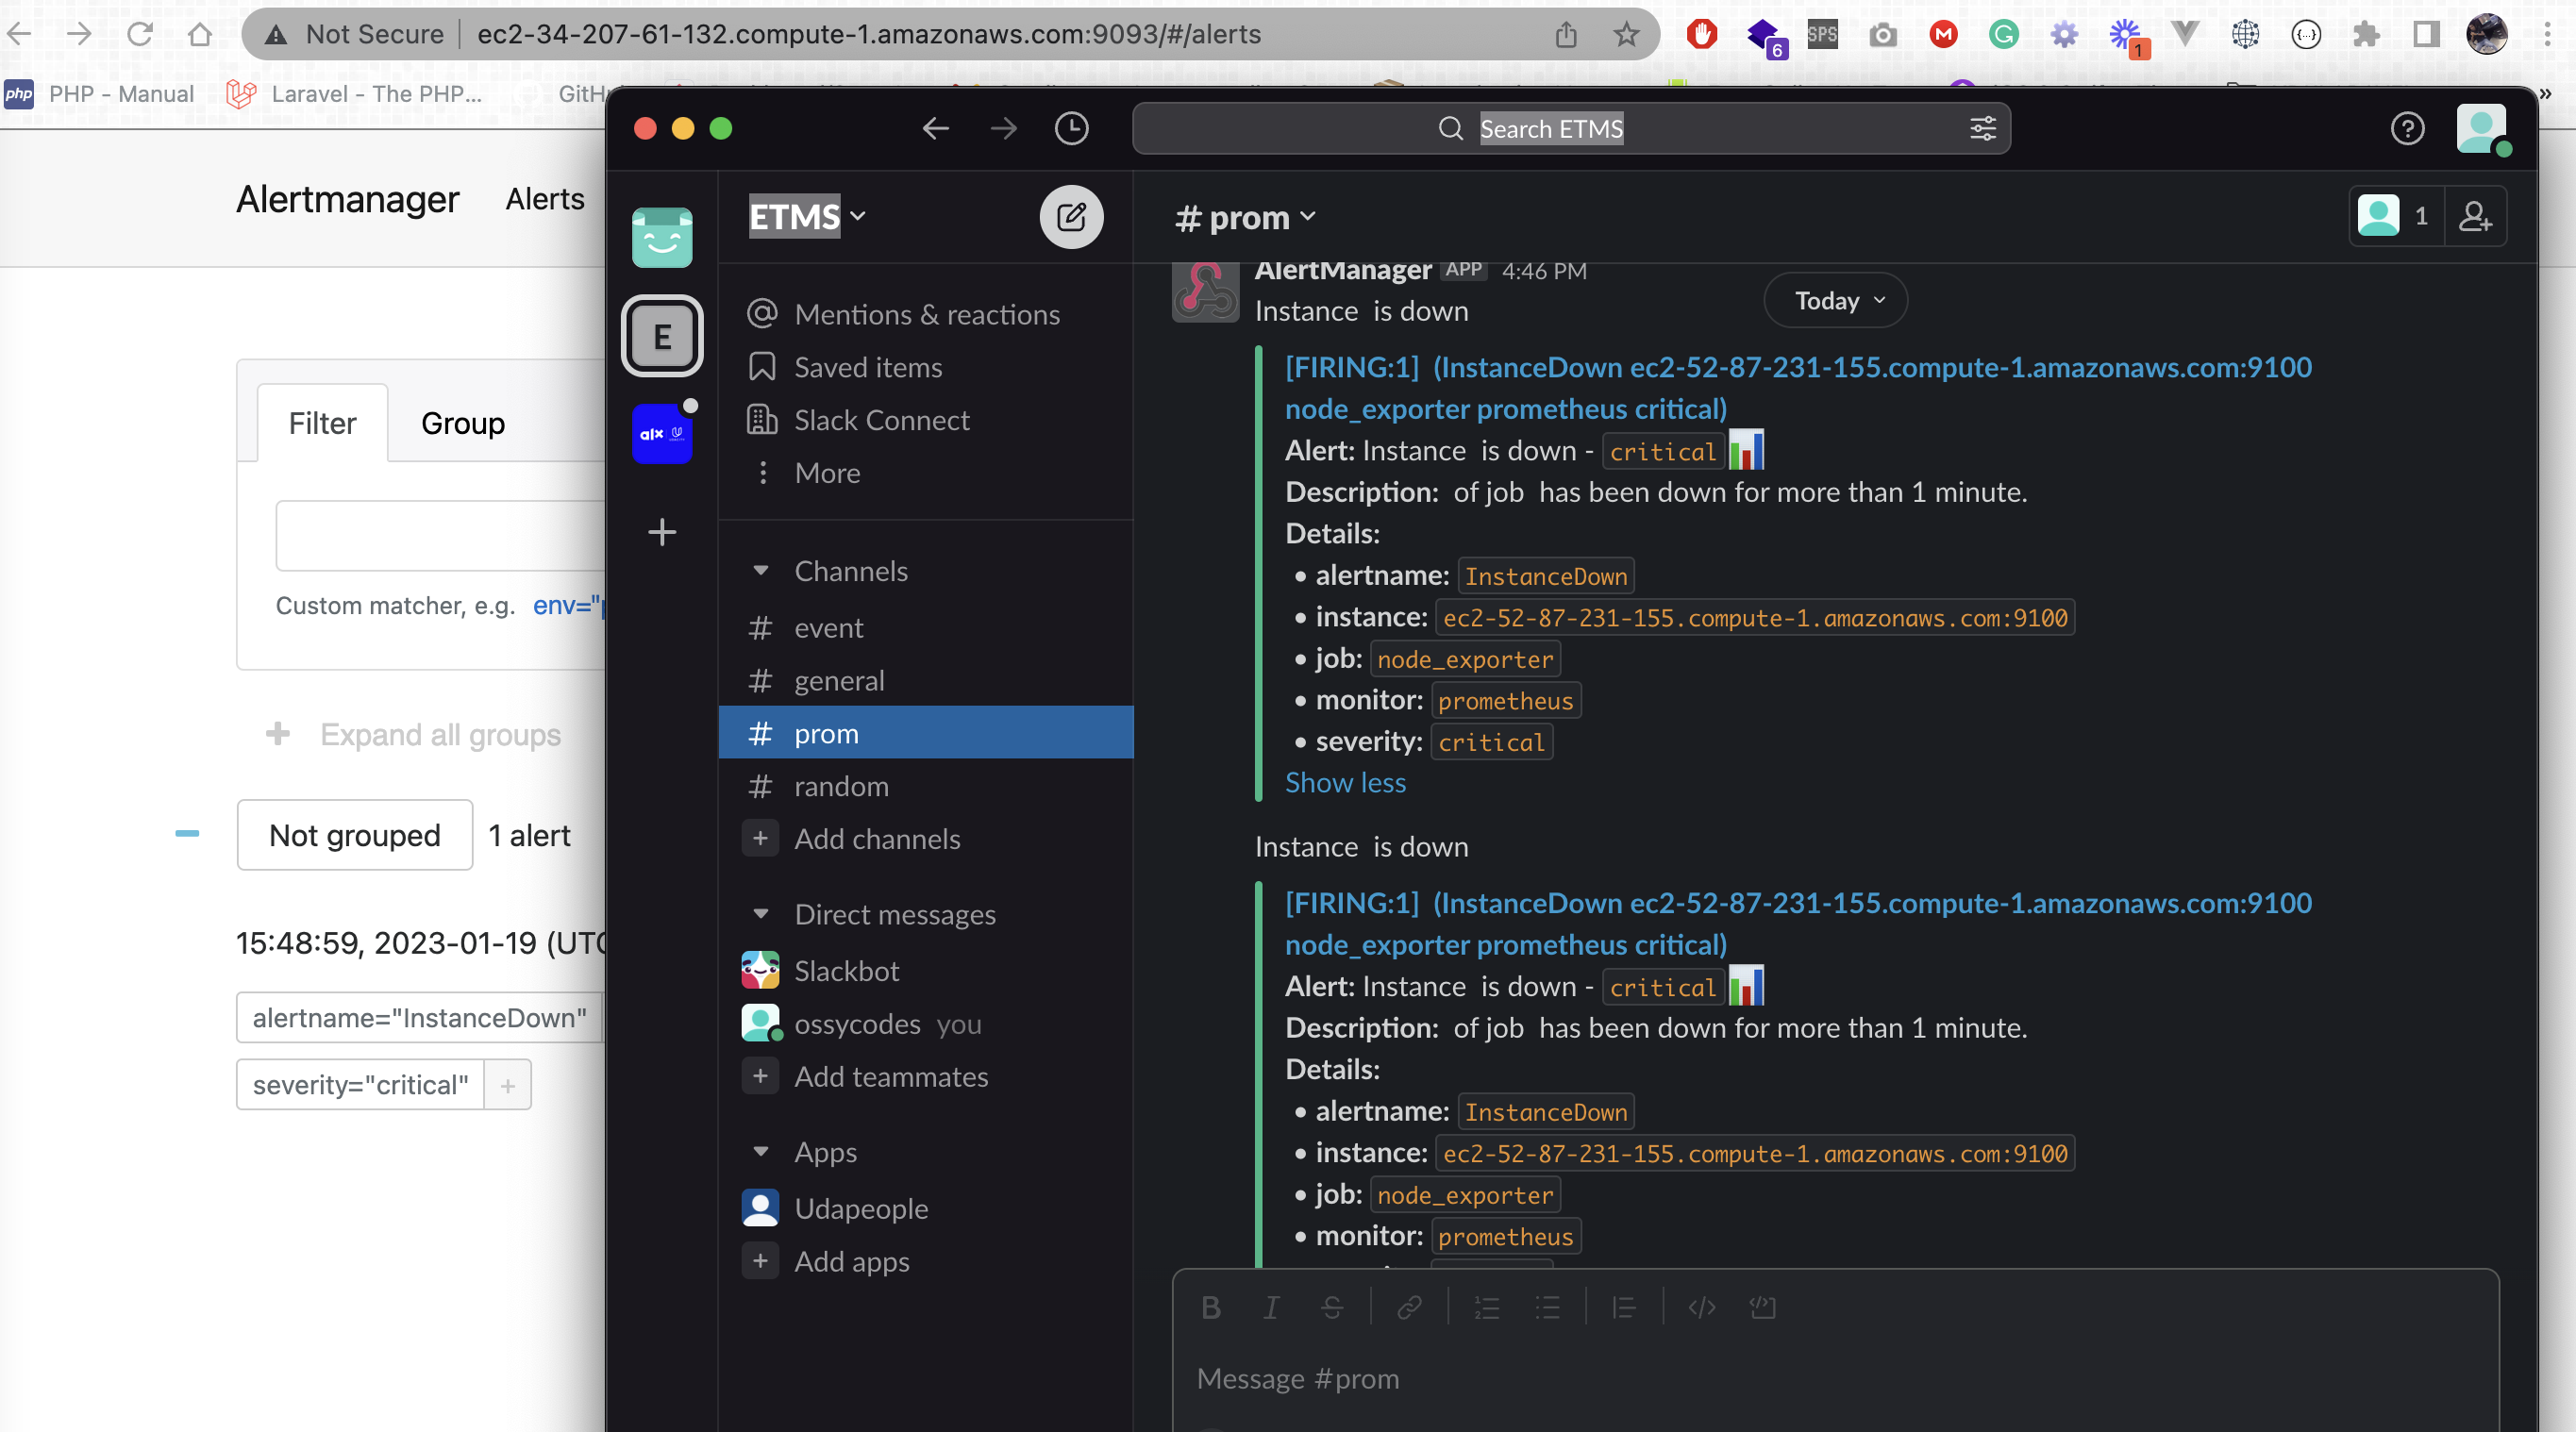 Not Secure ec2-34-207-61-132.compute-1.amazonaws.com:9093/#/alerts
6
SPS
M
G
1
php PHP - Manual
Laravel - The PHP...
GitHu
»
Search ETMS
Alertmanager Alerts
ETMS
# prom
1
E
alx
Filter
Group
Custom matcher, e.g. env="p
+ Expand all groups
Not grouped 1 alert
15:48:59, 2023-01-19 (UTC
alertname="InstanceDown"
severity="critical" +
Mentions & reactions
Saved items
Slack Connect
More
Channels
# event
# general
# prom
# random
+ Add channels
Direct messages
Slackbot
ossycodes you
+ Add teammates
Apps
Udapeople
+ Add apps
AlertManager APP 4:46 PM
Today
Instance is down
[FIRING:1] (InstanceDown ec2-52-87-231-155.compute-1.amazonaws.com:9100
node_exporter prometheus critical)
Alert: Instance is down - critical
Description: of job has been down for more than 1 minute.
Details:
• alertname: InstanceDown
• instance: ec2-52-87-231-155.compute-1.amazonaws.com:9100
• job: node_exporter
• monitor: prometheus
• severity: critical
Show less
Instance is down
[FIRING:1] (InstanceDown ec2-52-87-231-155.compute-1.amazonaws.com:9100
node_exporter prometheus critical)
Alert: Instance is down - critical
Description: of job has been down for more than 1 minute.
Details:
• alertname: InstanceDown
• instance: ec2-52-87-231-155.compute-1.amazonaws.com:9100
• job: node_exporter
• monitor: prometheus
B I S
Message #prom